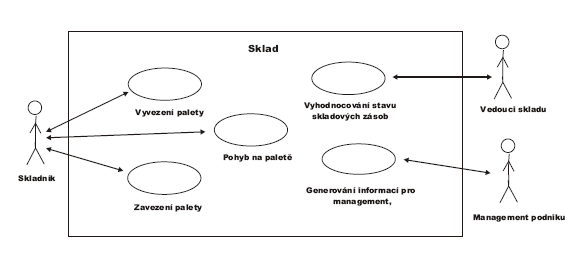 Sklad
Vyvezení palety
Vyhodnocování stavu
skladových zásob
Vedoucí skladu
Pohyb na paletě
Skladník
Zavezení palety
Generování informací pro
management,
Management podniku